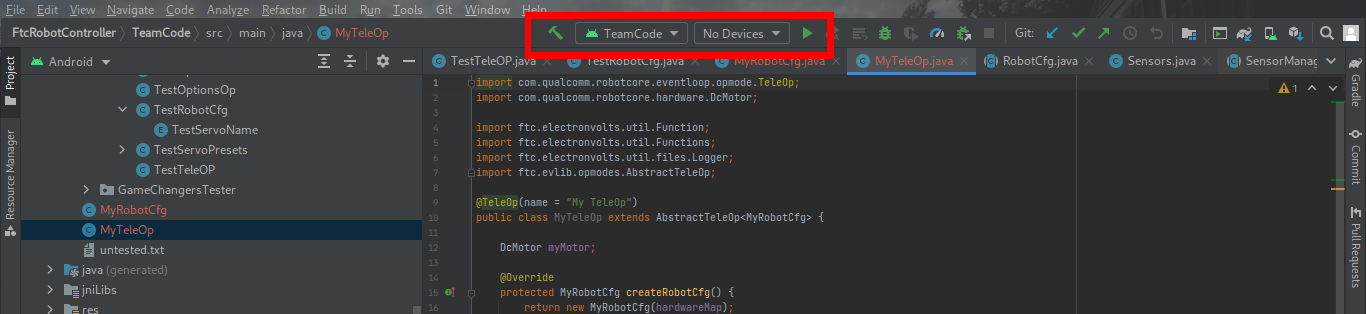 File Edit View Navigate Code Analyze Refactor Build Run Tools Git Window Help
FtcRobotController TeamCode src main java MyTeleOp TeamCode No Devices Git:
Project
Resource Manager
Android
TestOptionsOp
TestRobotCfg
TestServoName
TestServoPresets
TestTeleOP
GameChangersTester
MyRobotCfg
MyTeleOp
untested.txt
java (generated)
jniLibs
res
TestTeleOP.java TestRobotCfg.java MyRobotCfg.java MyTeleOp.java RobotCfg.java Sensors.java SensorManag
1 import com.qualcomm.robotcore.eventloop.opmode.TeleOp;
2 import com.qualcomm.robotcore.hardware.DcMotor;
3
4 import ftc.electronvolts.util.Function;
5 import ftc.electronvolts.util.Functions;
6 import ftc.electronvolts.util.files.Logger;
7 import ftc.evlib.opmodes.AbstractTeleOp;
8
9 @TeleOp(name = "My TeleOp")
10 public class MyTeleOp extends AbstractTeleOp<MyRobotCfg> {
11
12 DcMotor myMotor;
13
14 @Override
15 protected MyRobotCfg createRobotCfg() {
16 return new MyRobotCfg(hardwareMap);
1
Gradle
Commit
Pull Requests